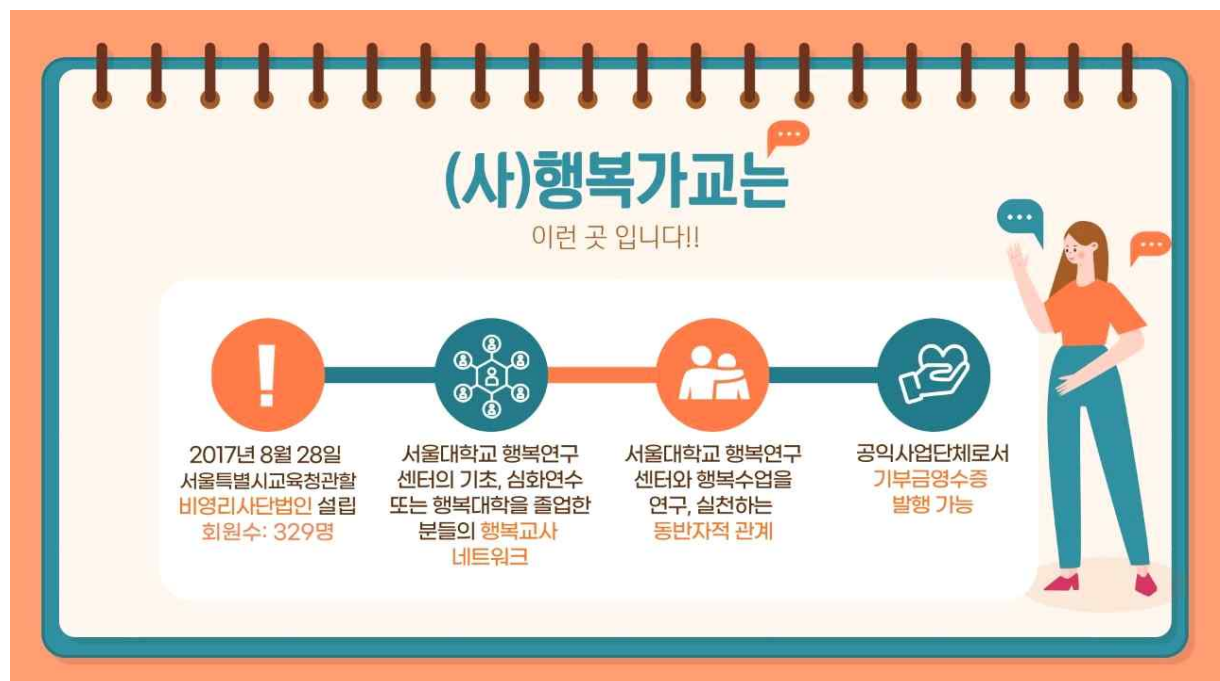 (사)행복가교는
이런 곳 입니다!!
2017년 8월 28일
서울특별시교육청관할
비영리사단법인 설립
회원수: 329명
서울대학교 행복연구
센터의 기초, 심화연수
또는 행복대학을 졸업한
분들의 행복교사
네트워크
서울대학교 행복연구
센터와 행복수업을
연구, 실천하는
동반자적 관계
공익사업단체로서
기부금영수증
발행 가능